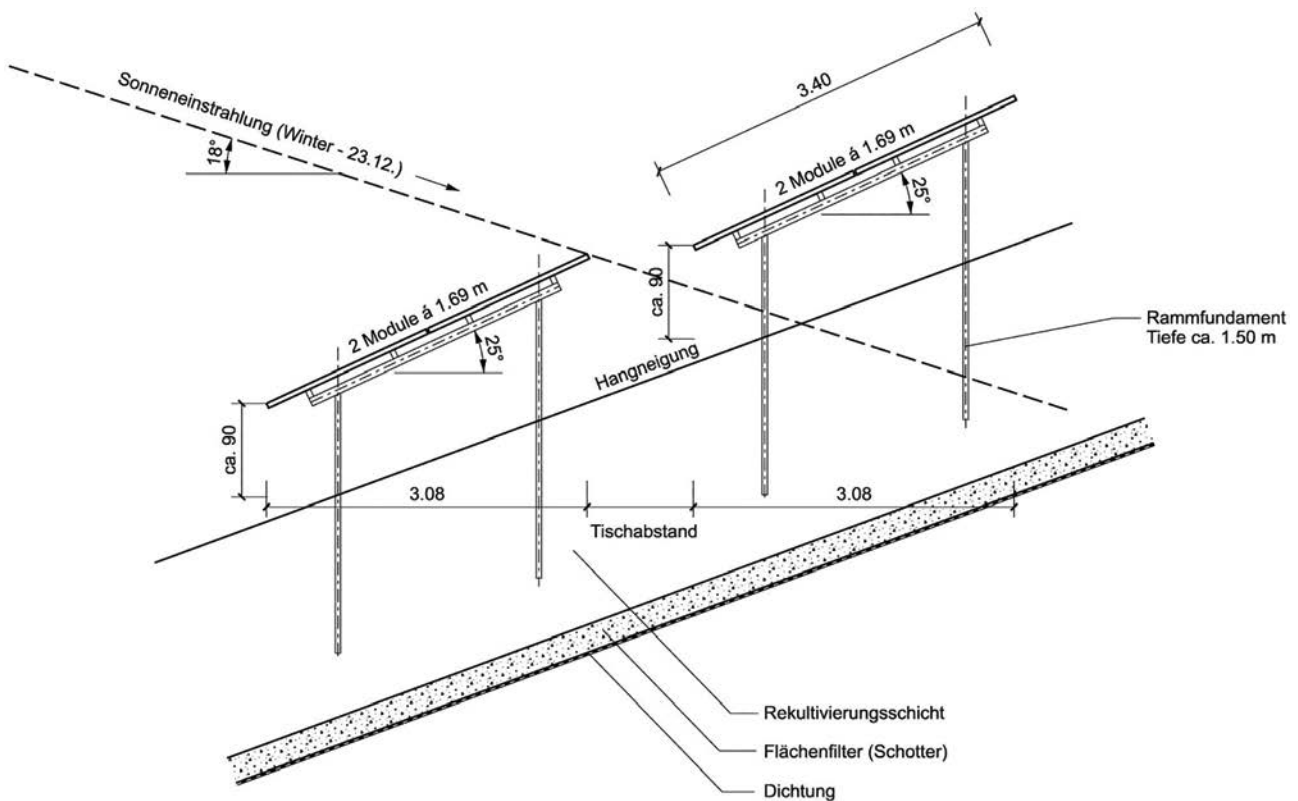 3.40
Sonneneinstrahlung (Winter - 23.12.)
18°
2 Module á 1.69 m
25°
ca. 90
2 Module á 1.69 m
25°
ca. 90
Hangneigung
Rammfundament
Tiefe ca. 1.50 m
3.08
Tischabstand
3.08
Rekultivierungsschicht
Flächenfilter (Schotter)
Dichtung